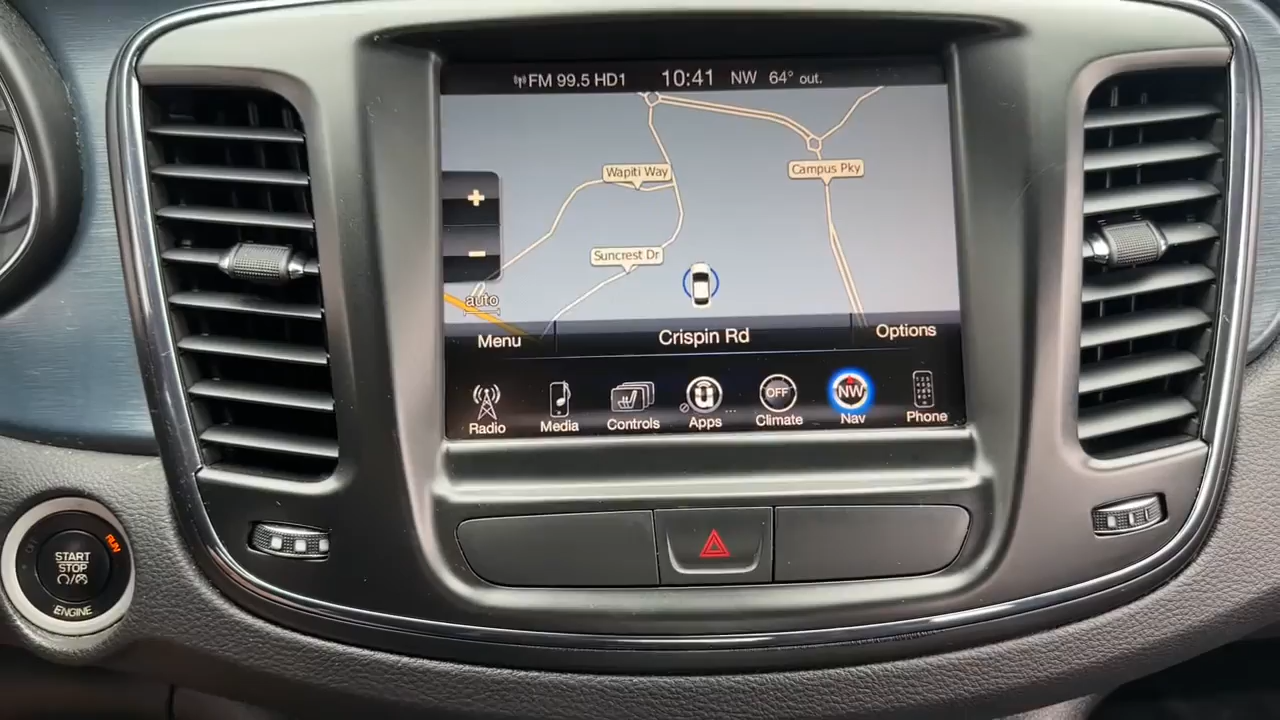 FM 99.5 HD1 10:41 NW 64° out.
Wapiti Way
Campus Pky
+
Suncrest Dr
-
auto
Menu
Crispin Rd
Options
OFF
NW
Radio
Media
Controls
Apps
...
Climate
Nav
Phone
RUN
START
STOP
ENGINE